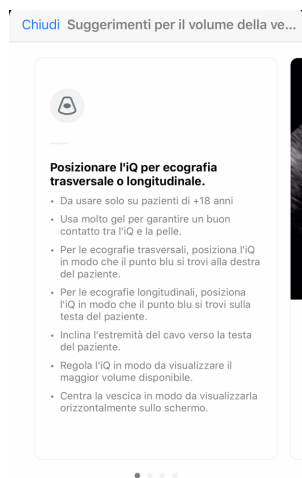 Chiudi Suggerimenti per il volume della ve...
Posizionare l'iQ per ecografia
trasversale o longitudinale.
• Da usare solo su pazienti di +18 anni
• Usa molto gel per garantire un buon
contatto tra l'iQ e la pelle.
• Per le ecografie trasversali, posiziona l'iQ
in modo che il punto blu si trovi alla destra
del paziente.
• Per le ecografie longitudinali, posiziona
l'iQ in modo che il punto blu si trovi sulla
testa del paziente.
• Inclina l'estremità del cavo verso la testa
del paziente.
• Regola l'iQ in modo da visualizzare il
maggior volume disponibile.
• Centra la vescica in modo da visualizzarla
orizzontalmente sullo schermo.